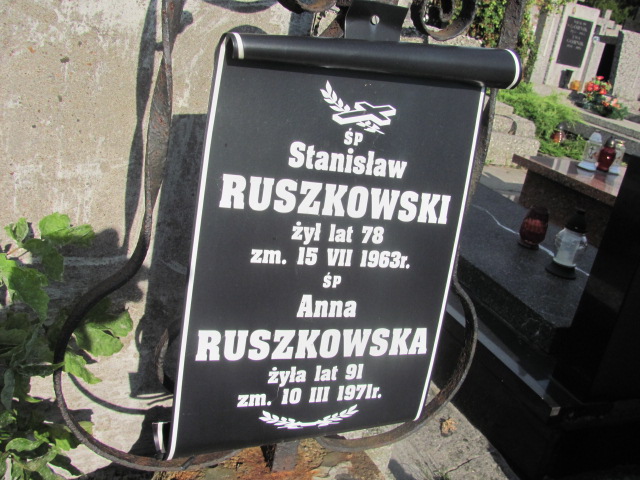 ŚP
Stanisław
RUSZKOWSKI
żył lat 78
zm. 15 VII 1963r.
ŚP
Anna
RUSZKOWSKA
żyła lat 91
zm. 10 III 1971r.